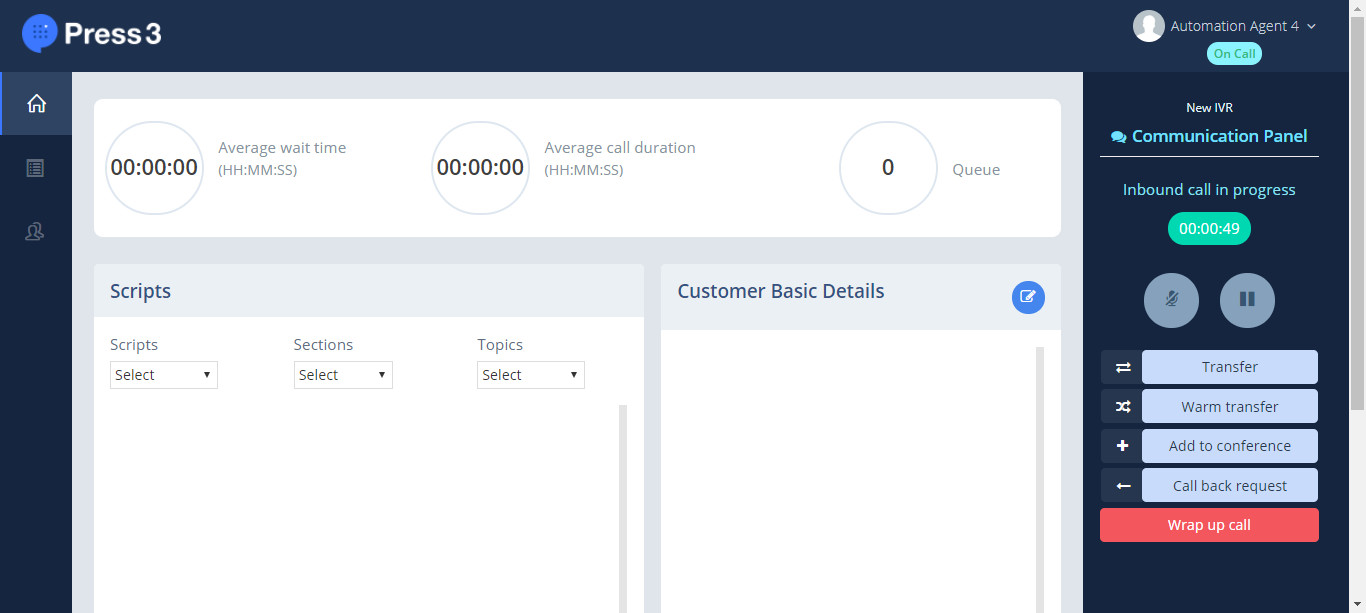 Press 3
Automation Agent 4
On Call
00:00:00
Average wait time
(HH:MM:SS)
00:00:00
Average call duration
(HH:MM:SS)
0
Queue
Scripts
Scripts
Sections
Topics
Select
Select
Select
Customer Basic Details
New IVR
Communication Panel
Inbound call in progress
00:00:49
Transfer
Warm transfer
Add to conference
Call back request
Wrap up call